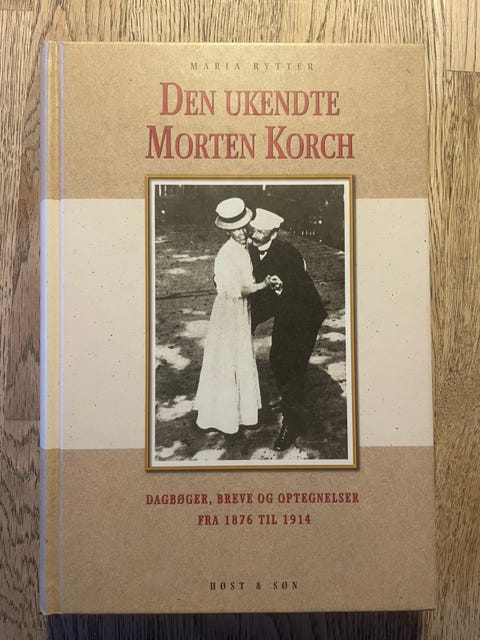 MARIA RYTTER
DEN UKENDTE
MORTEN KORCH
DAGBØGER, BREVE OG OPTEGNELSER
FRA 1876 TIL 1914
HØST & SØN